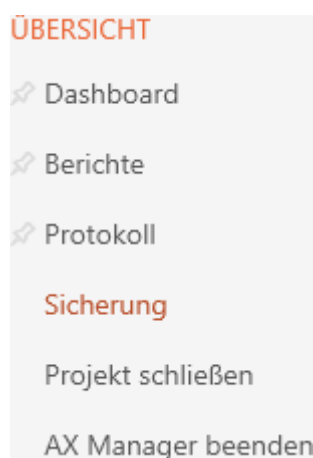 ÜBERSICHT
Dashboard
Berichte
Protokoll
Sicherung
Projekt schließen
AX Manager beenden